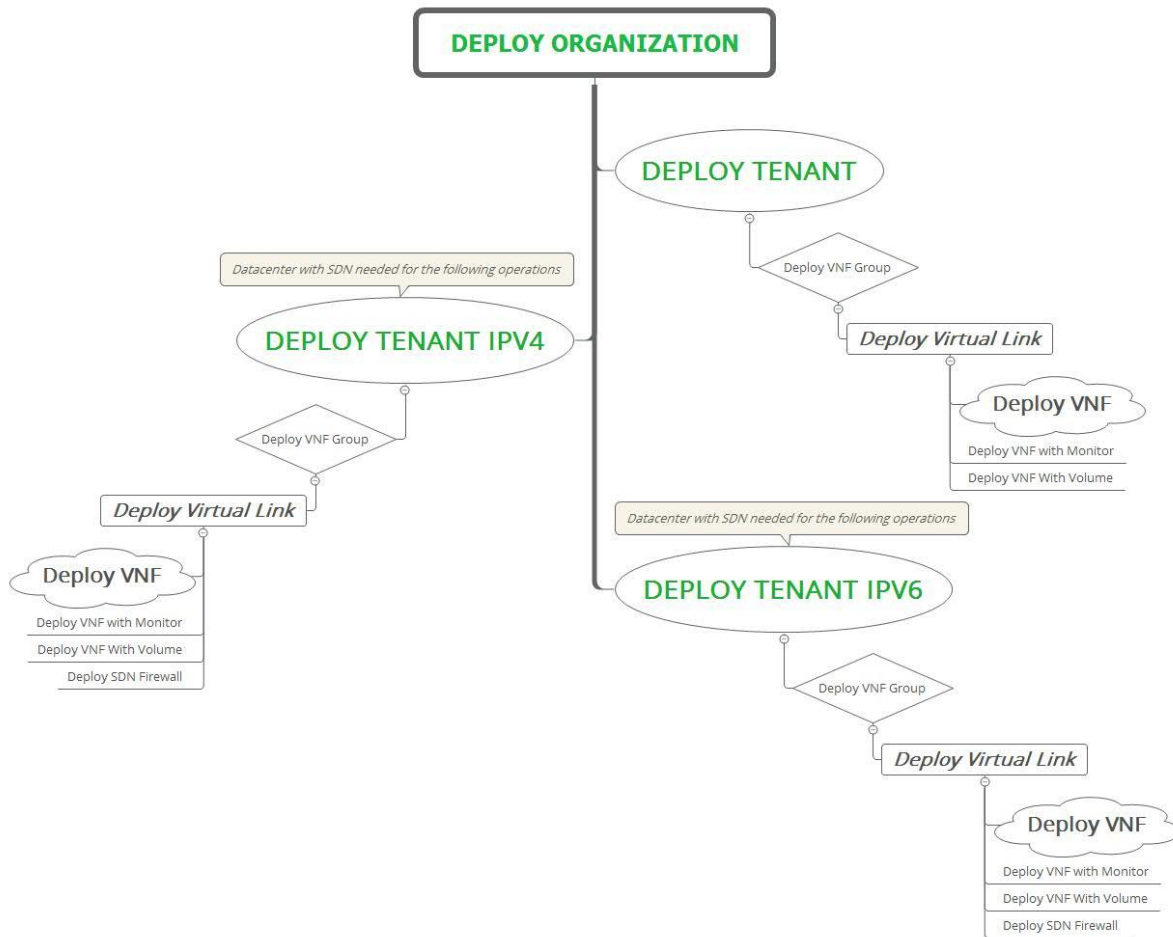 DEPLOY ORGANIZATION
DEPLOY TENANT
Deploy VNF Group
Deploy Virtual Link
Deploy VNF
Deploy VNF with Monitor
Deploy VNF With Volume
Datacenter with SDN needed for the following operations
DEPLOY TENANT IPV4
Deploy VNF Group
Deploy Virtual Link
Deploy VNF
Deploy VNF with Monitor
Deploy VNF With Volume
Deploy SDN Firewall
Datacenter with SDN needed for the following operations
DEPLOY TENANT IPV6
Deploy VNF Group
Deploy Virtual Link
Deploy VNF
Deploy VNF with Monitor
Deploy VNF With Volume
Deploy SDN Firewall